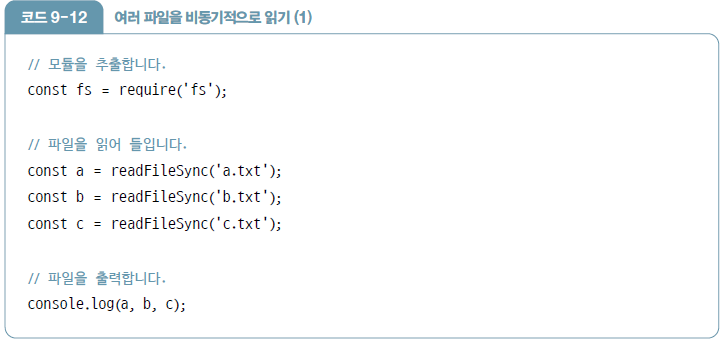 코드 9-12 여러 파일을 비동기적으로 읽기 (1)
// 모듈을 추출합니다.
const fs = require('fs');
// 파일을 읽어 들입니다.
const a = readFileSync('a.txt');
const b = readFileSync('b.txt');
const c = readFileSync('c.txt');
// 파일을 출력합니다.
console.log(a, b, c);